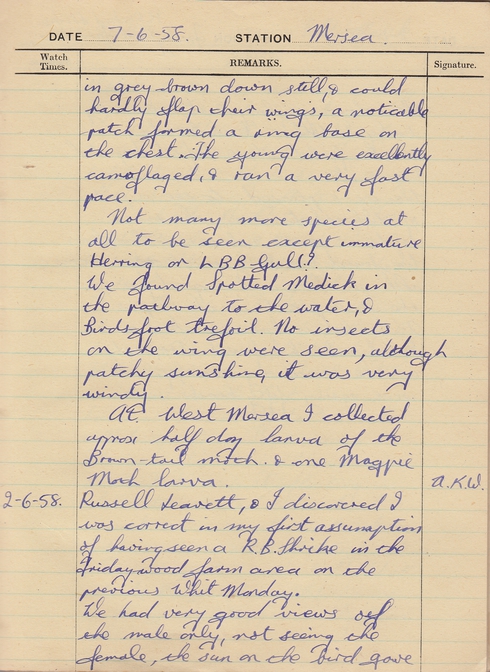 DATE 7-6-58. STATION Mersea.
Watch Times. REMARKS. Signature.
in grey brown down still, & could
hardly flap their wings, a noticable
patch formed a ring base on
the chest. The young were excellently
camoflaged, & ran a very fast
pace.
Not many more species at
all to be seen except immature
Herring or LBB Gull!?
We found Spotted Medick in
the pathway to the water, &
Birdsfoot trefoil. No insects
on the wing were seen, although
patchy sunshine, it was very
windy.
At West Mersea I collected
approx half doz larva of the
Brown-tail moth. & one Magpie
Moth larva. A.K.W.
2-6-58. Russell Leavett, & I discovered I
was correct in my first assumption
of having seen a R.B. Shrike in the
fridaywood farm area on the
previous Whit Monday.
We had very good views of
the male only, not seeing the
female, the sun on the bird gave